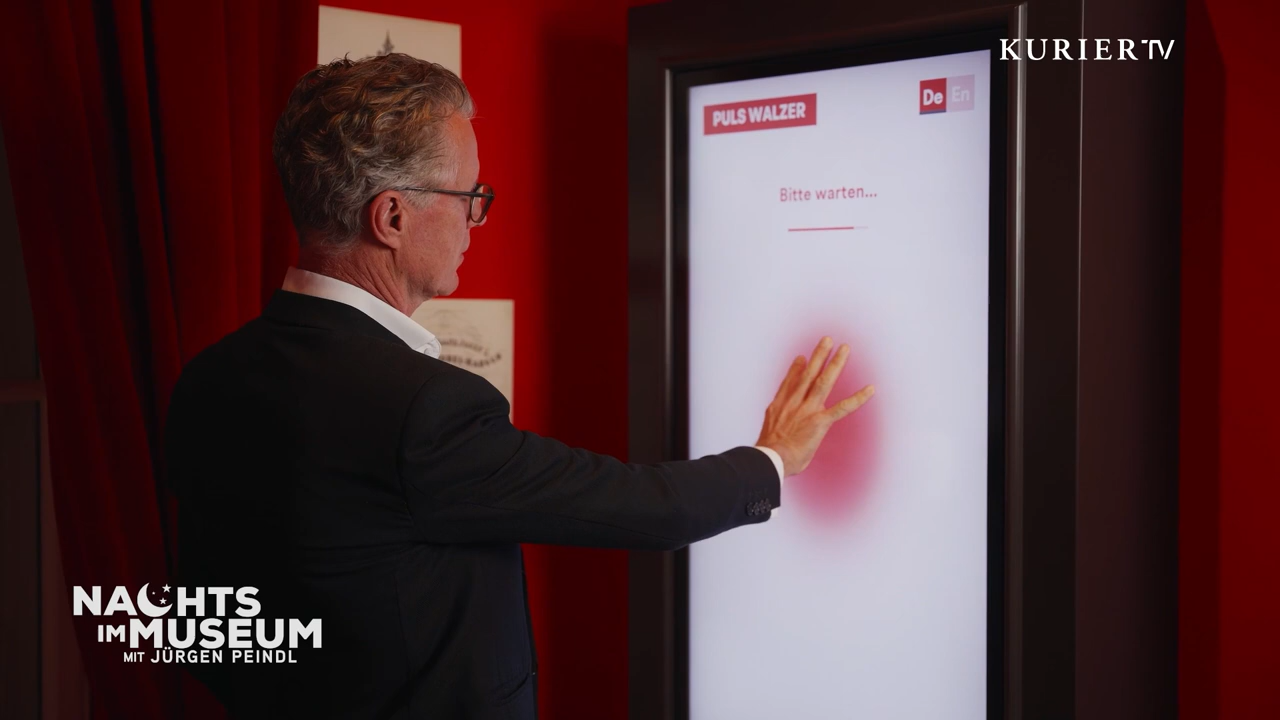 KURIER TV
PULS WALZER
De En
Bitte warten...
NACHTS
IM MUSEUM
MIT JÜRGEN PEINDL